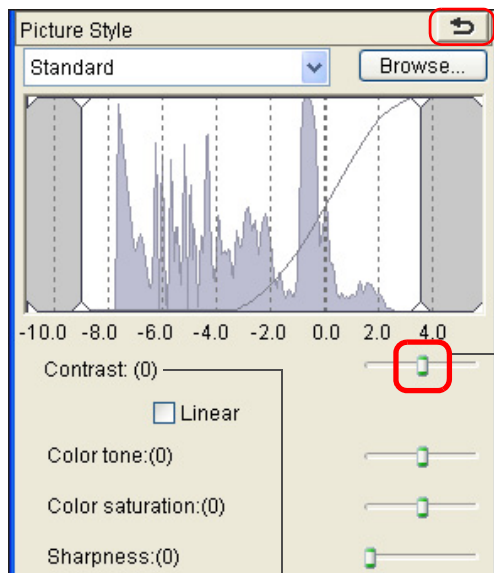 Picture Style
Standard Browse...
-10.0 -8.0 -6.0 -4.0 -2.0 0.0 2.0 4.0
Contrast: (0)
Linear
Color tone:(0)
Color saturation:(0)
Sharpness:(0)